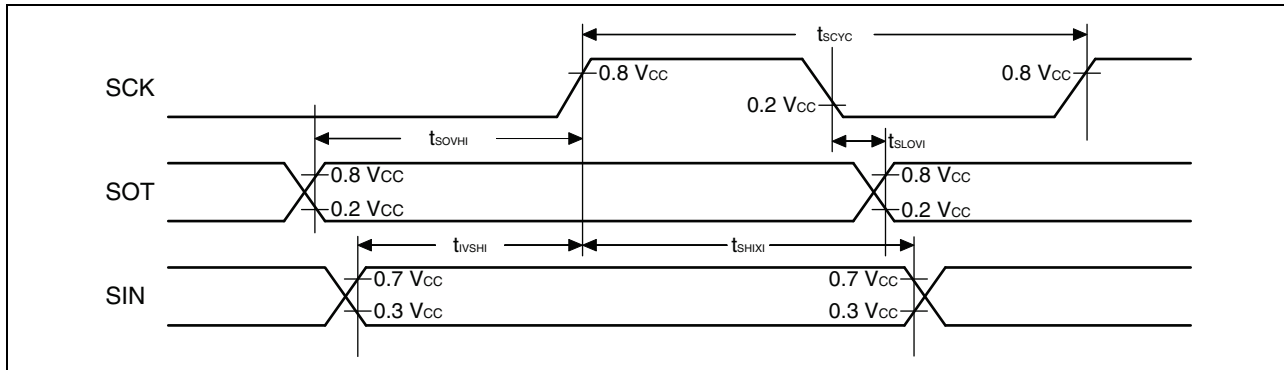 tSCYC
SCK
0.8 VCC
0.8 VCC
0.2 VCC
tSOVHI
tSLOVI
SOT
0.8 VCC
0.8 VCC
0.2 VCC
0.2 VCC
tIVSHI
tSHIXI
SIN
0.7 VCC
0.7 VCC
0.3 VCC
0.3 VCC